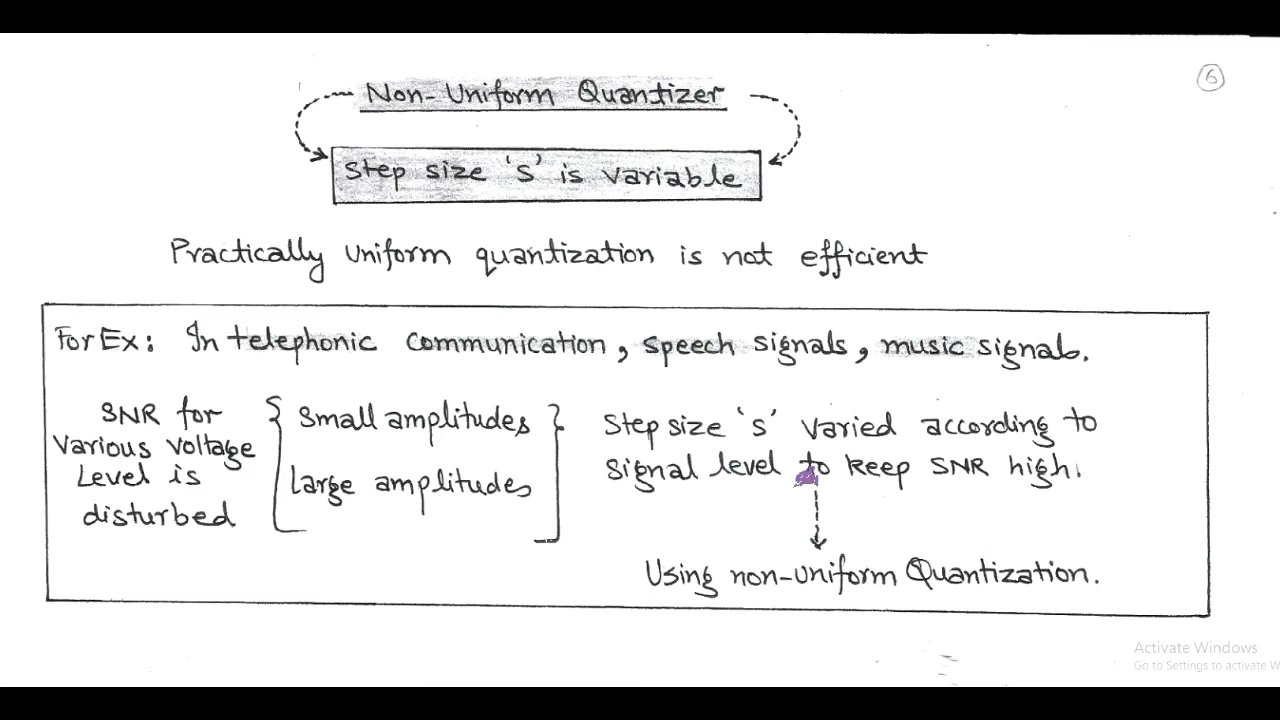 6
Non-Uniform Quantizer
Step size 's' is variable
Practically uniform quantization is not efficient
For Ex: In telephonic communication, speech signals, music signals.
SNR for
various voltage
Level is
disturbed
Small amplitudes
Large amplitudes
Step size 's' varied according to
signal level to keep SNR high.
Using non-uniform Quantization.
Activate Windows
Go to Settings to activate W